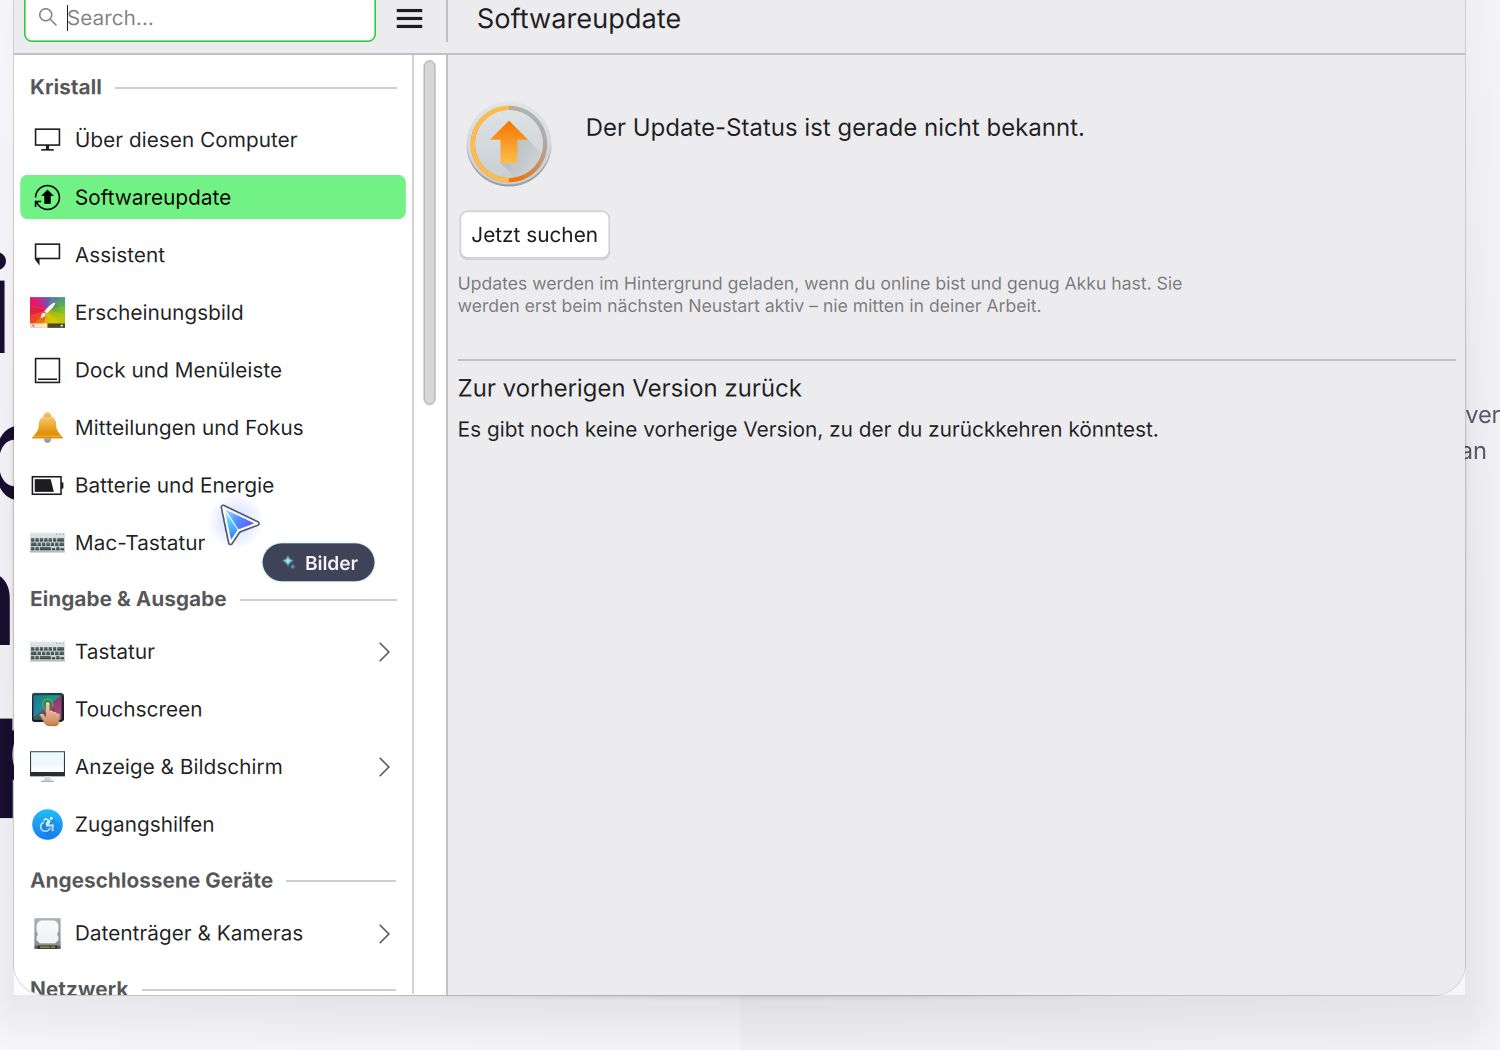 Search...
Softwareupdate
Kristall
Über diesen Computer
Softwareupdate
Assistent
Erscheinungsbild
Dock und Menüleiste
Mitteilungen und Fokus
Batterie und Energie
Mac-Tastatur
Bilder
Eingabe & Ausgabe
Tastatur
Touchscreen
Anzeige & Bildschirm
Zugangshilfen
Angeschlossene Geräte
Datenträger & Kameras
Netzwerk
Der Update-Status ist gerade nicht bekannt.
Jetzt suchen
Updates werden im Hintergrund geladen, wenn du online bist und genug Akku hast. Sie
werden erst beim nächsten Neustart aktiv – nie mitten in deiner Arbeit.
Zur vorherigen Version zurück
Es gibt noch keine vorherige Version, zu der du zurückkehren könntest.